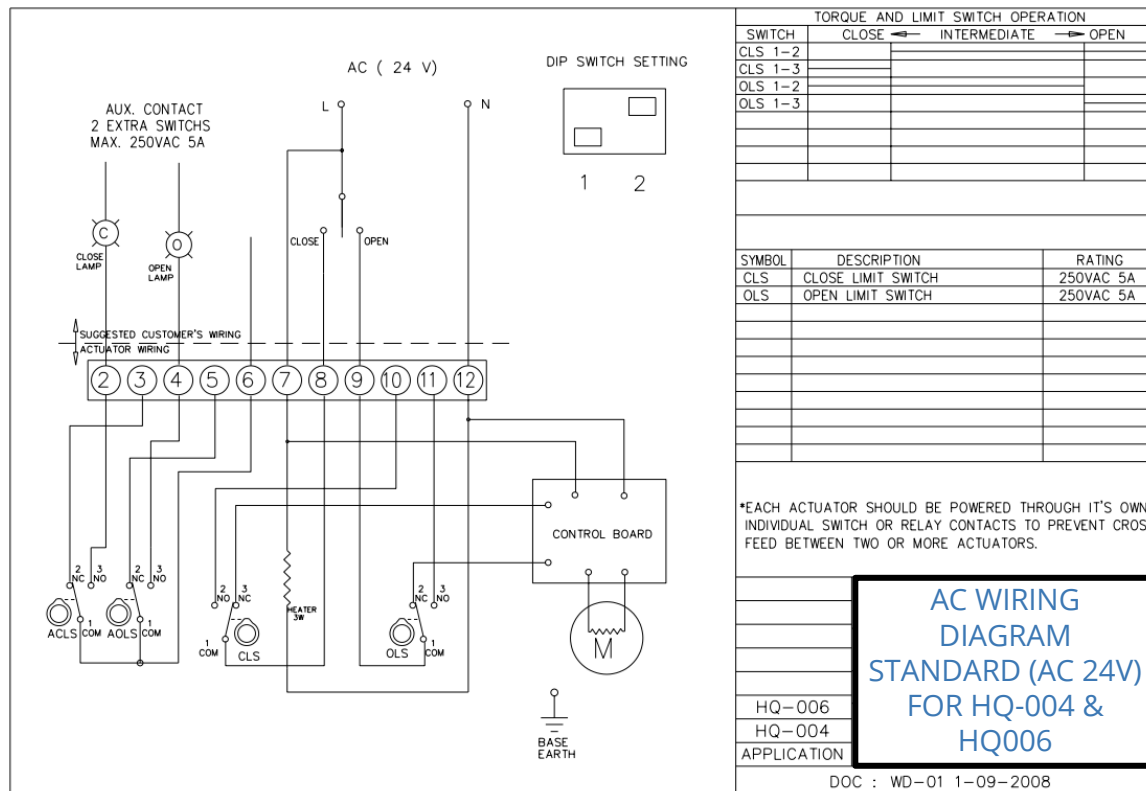 AC ( 24 V)
L
N
AUX. CONTACT
2 EXTRA SWITCHS
MAX. 250VAC 5A
DIP SWITCH SETTING
1 2
C
CLOSE
LAMP
O
OPEN
LAMP
CLOSE
OPEN
SUGGESTED CUSTOMER'S WIRING
ACTUATOR WIRING
2 3 4 5 6 7 8 9 10 11 12
CONTROL BOARD
2
NC
3
NO
1
COM
ACLS
2
NC
3
NO
1
COM
AOLS
2
NO
3
NC
1
COM
CLS
HEATER
3W
2
NC
3
NO
1
COM
OLS
M
BASE
EARTH
TORQUE AND LIMIT SWITCH OPERATION
SWITCH CLOSE INTERMEDIATE OPEN
CLS 1-2
CLS 1-3
OLS 1-2
OLS 1-3
SYMBOL DESCRIPTION RATING
CLS CLOSE LIMIT SWITCH 250VAC 5A
OLS OPEN LIMIT SWITCH 250VAC 5A
*EACH ACTUATOR SHOULD BE POWERED THROUGH IT'S OWN
INDIVIDUAL SWITCH OR RELAY CONTACTS TO PREVENT CROS
FEED BETWEEN TWO OR MORE ACTUATORS.
HQ-006
HQ-004
APPLICATION
AC WIRING
DIAGRAM
STANDARD (AC 24V)
FOR HQ-004 &
HQ006
DOC : WD-01 1-09-2008